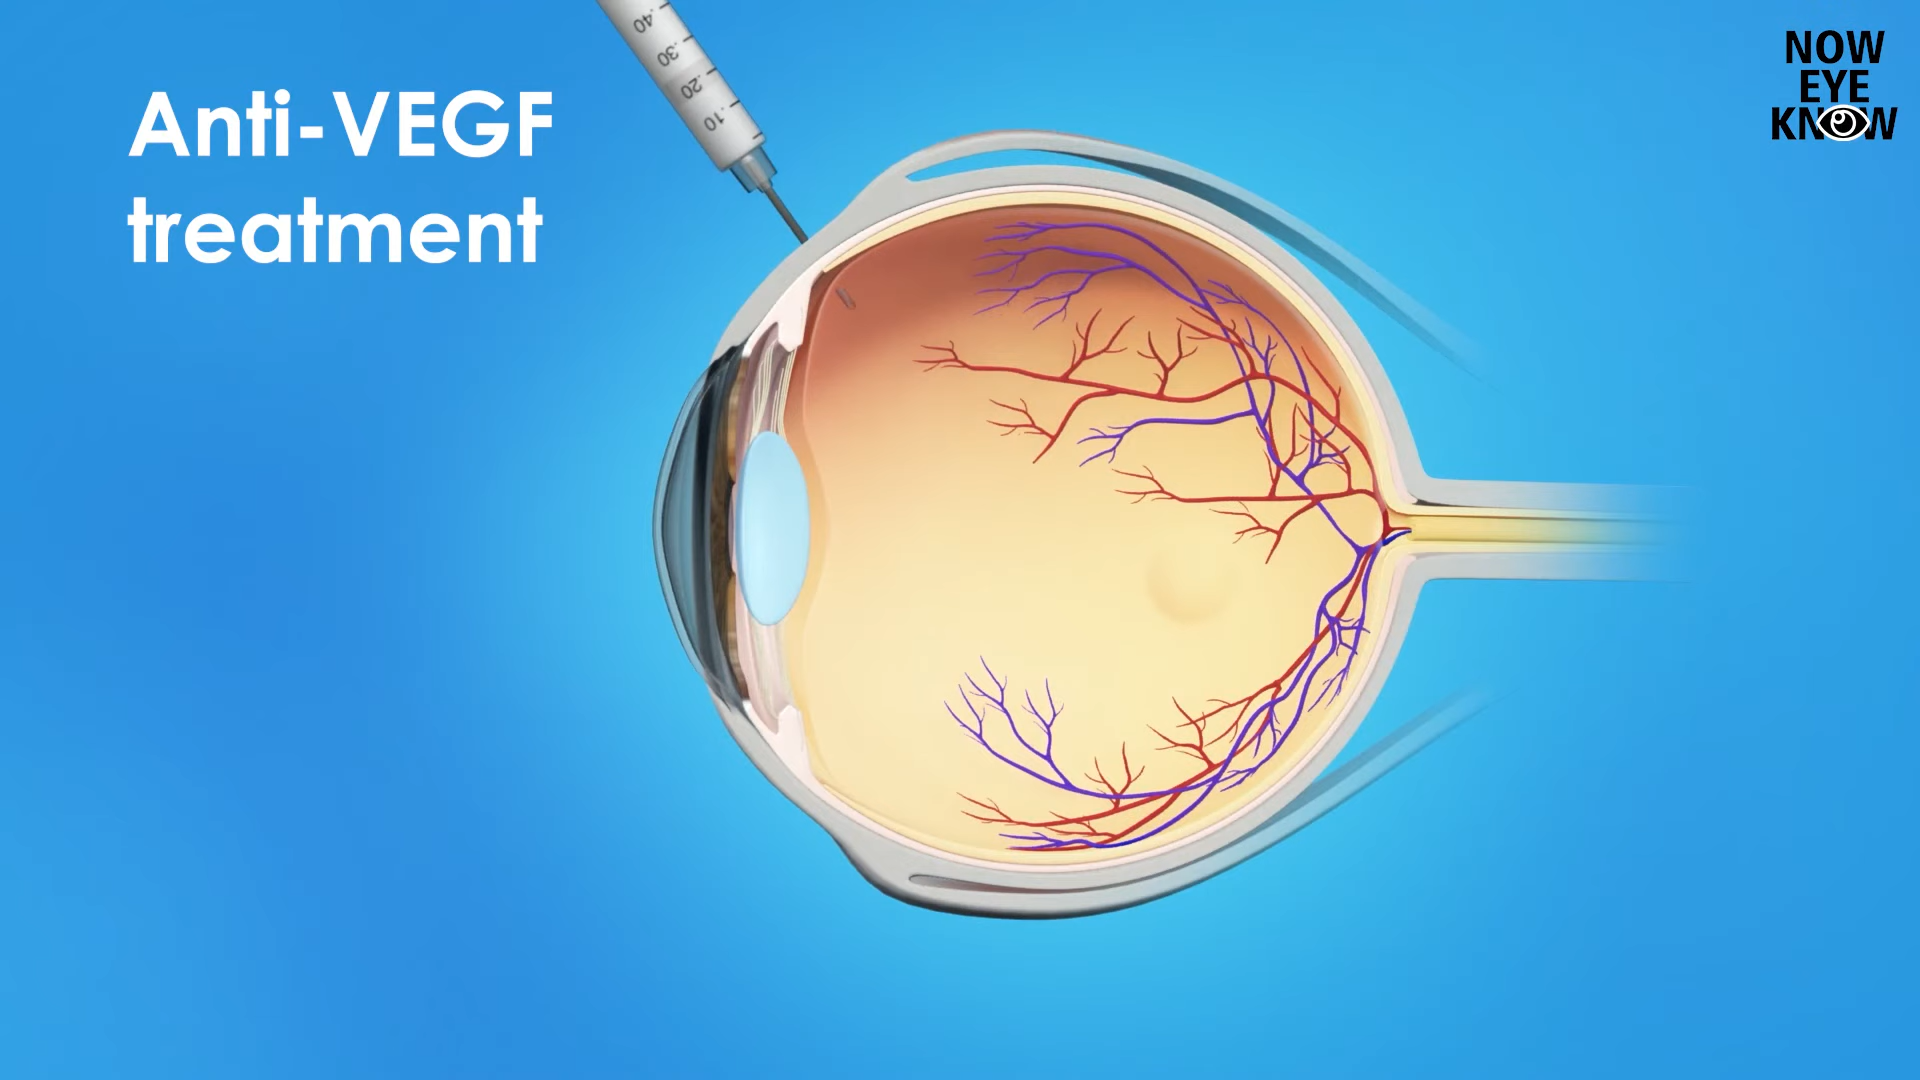 Anti-VEGF
treatment
.40
.30
.20
.10
NOW
EYE
KNOW